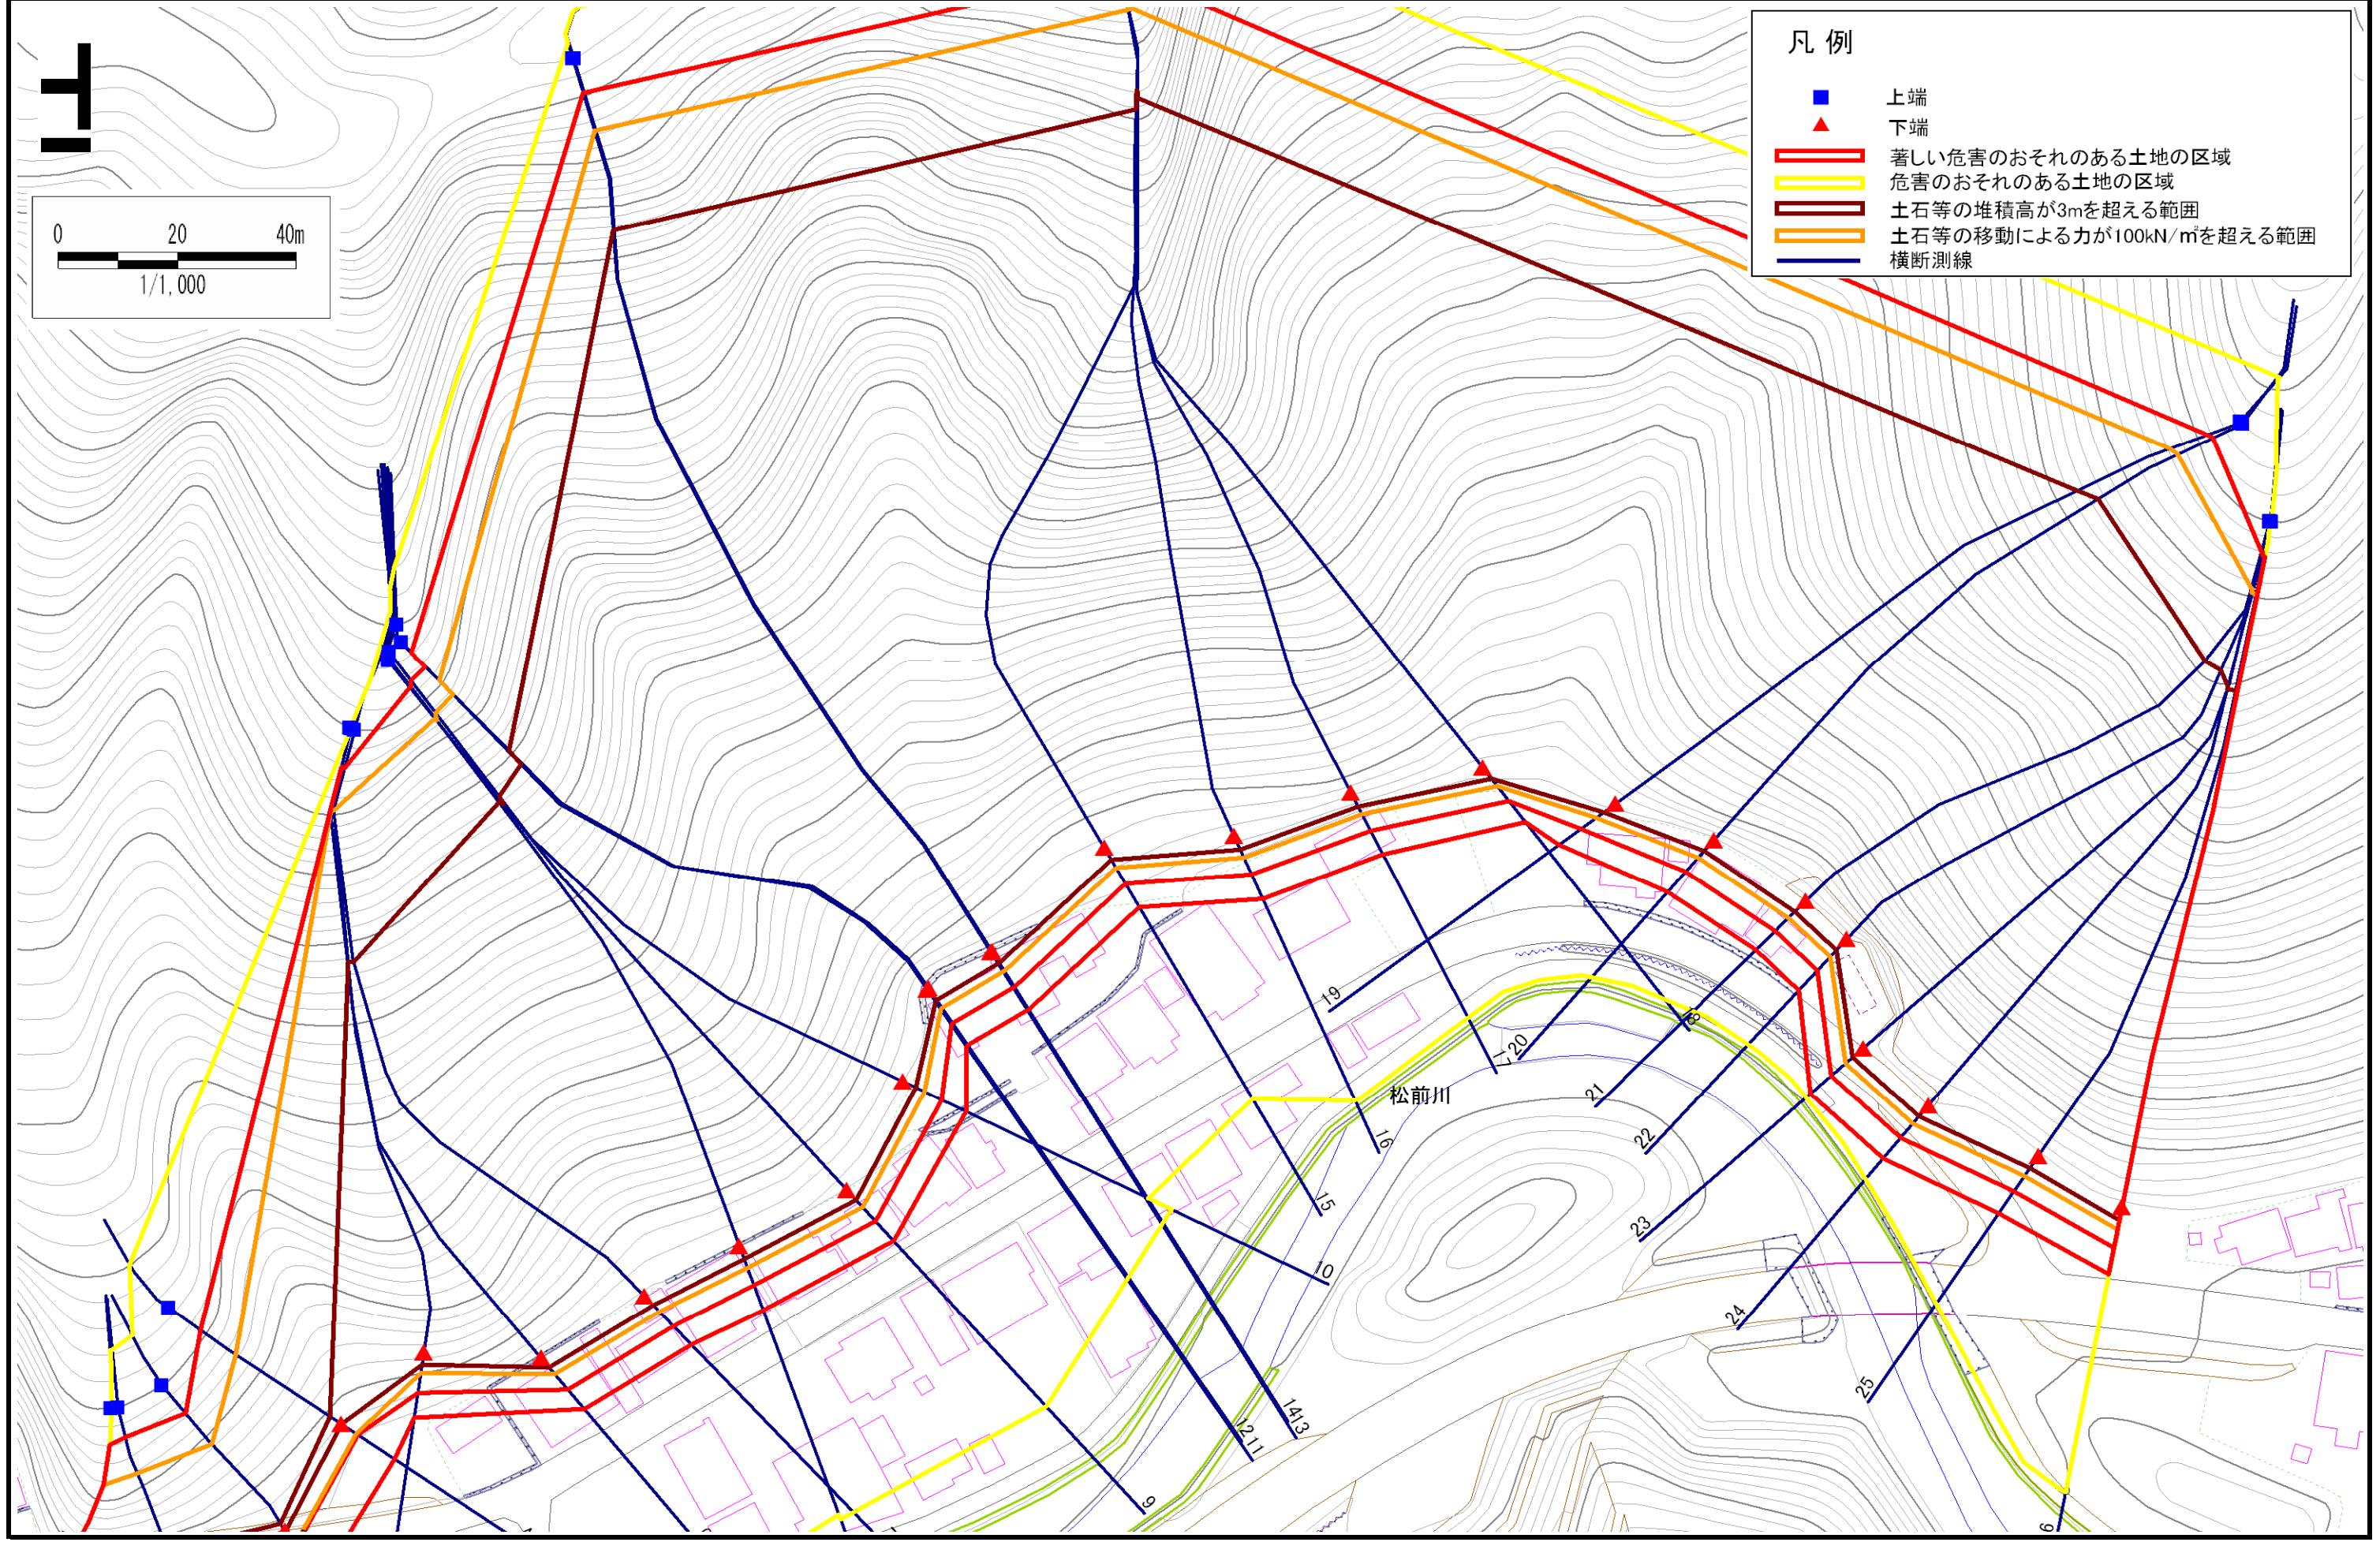 凡 例
上端
下端
著しい危害のおそれのある土地の区域
危害のおそれのある土地の区域
土石等の堆積高が3mを超える範囲
土石等の移動による力が100kN/㎡を超える範囲
横断測線
0 20 40m
1/1,000
19
18
20
17
21
松前川
16
22
15
23
10
24
25
14
13
12
11
9